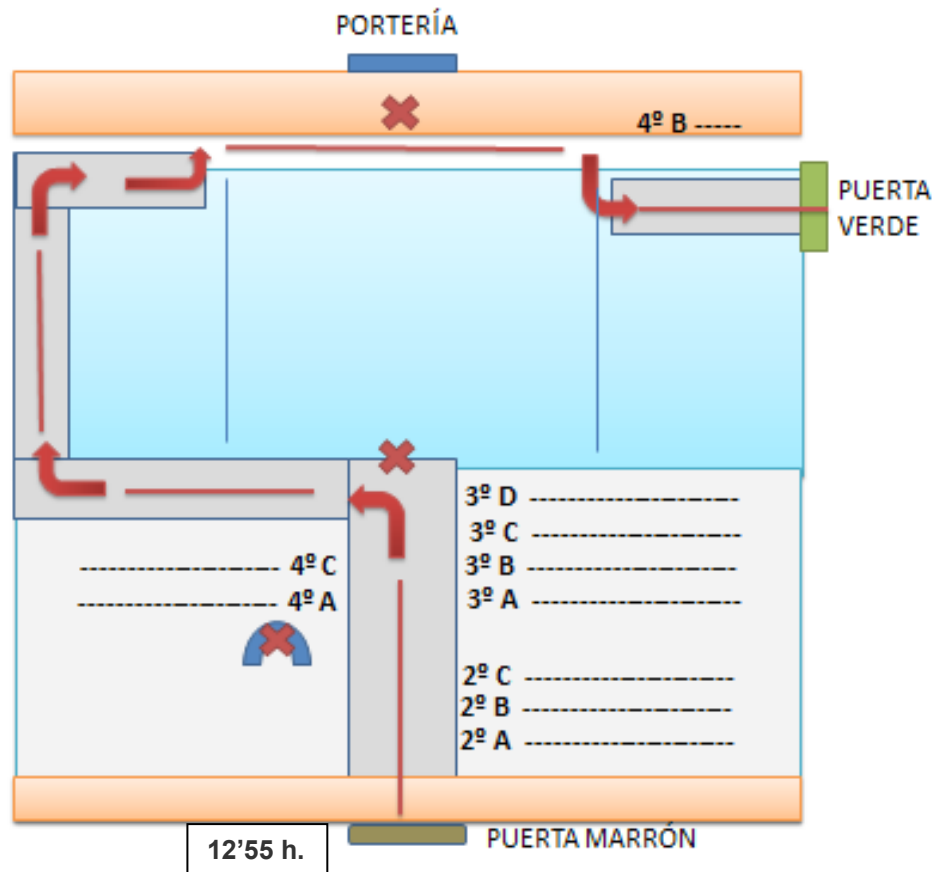 PORTERÍA
4º B -----
PUERTA
VERDE
3º D -----------------------
3º C -----------------------
3º B -----------------------
3º A -----------------------
---------------------- 4º C
---------------------- 4º A
2º C -----------------------
2º B -----------------------
2º A -----------------------
12’55 h.
PUERTA MARRÓN